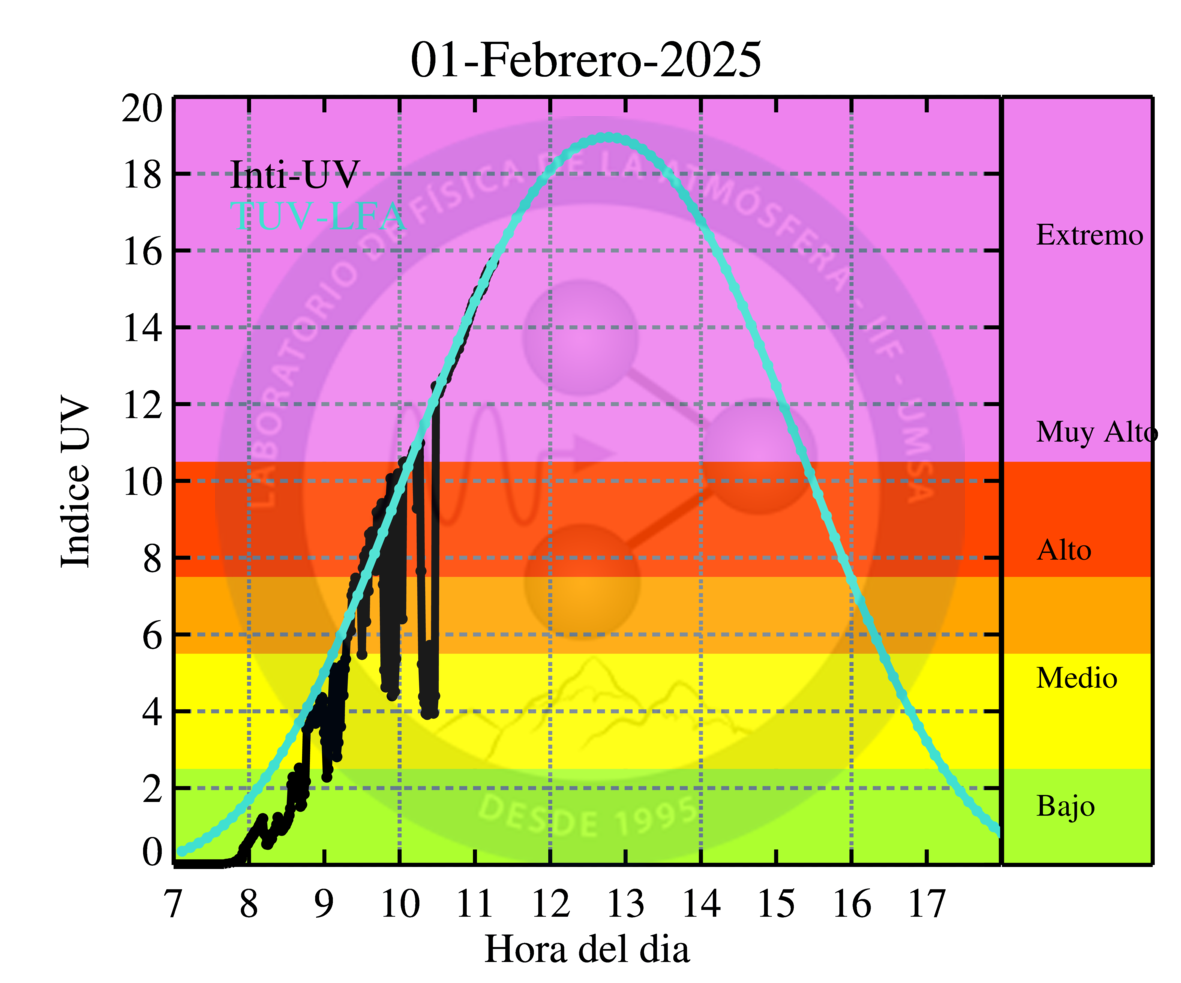 01-Febrero-2025
Indice UV
20
18
16
14
12
10
8
6
4
2
0
Inti-UV
TUV-LFA
LABORATORIO DE FÍSICA DE LA ATMÓSFERA - IIF - UMSA
DESDE 1995
Extremo
Muy Alto
Alto
Medio
Bajo
7 8 9 10 11 12 13 14 15 16 17
Hora del dia